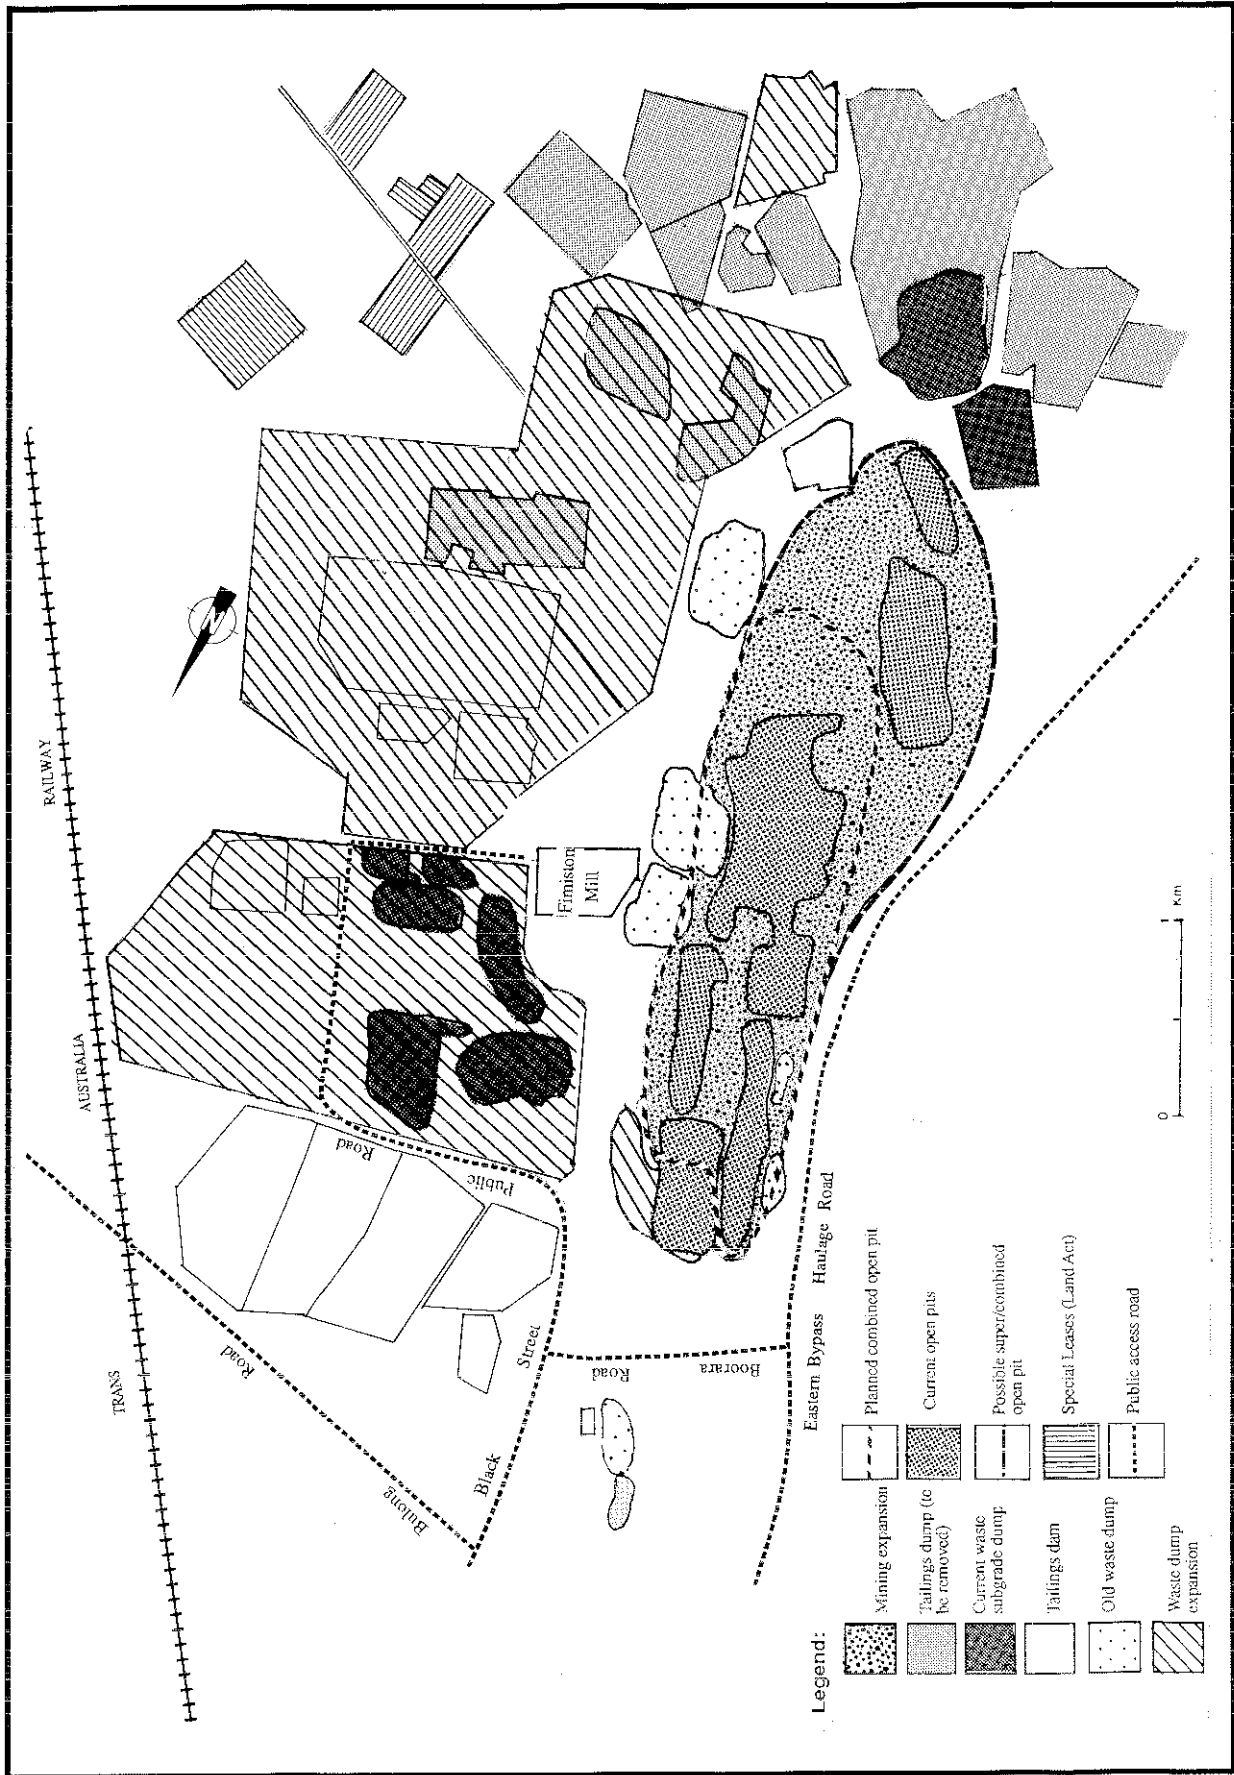 TRANS
AUSTRALIA
RAILWAY
N
Bulong
Road
Black
Street
Public
Road
Boorara
Road
Fimiston
Mill
Eastern Bypass
Haulage Road
0
1
Km
Legend:
Mining expansion
Tailings dump (to
be removed)
Current waste
subgrade dump
Tailings dam
Old waste dump
Waste dump
expansion
Planned combined open pit
Current open pits
Possible super/combined
open pit
Special Leases (Land Act)
Public access road